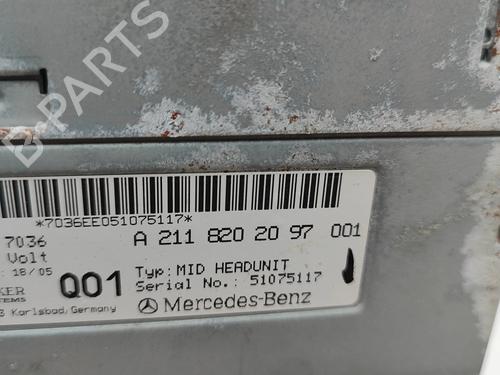 *7036EE051075117*
7036 A 211 820 20 97 001
Volt
: 18/05 Q01 Typ: MID HEADUNIT
KER Serial No.: 51075117
TEMS Mercedes-Benz
Karlsbad, Germany